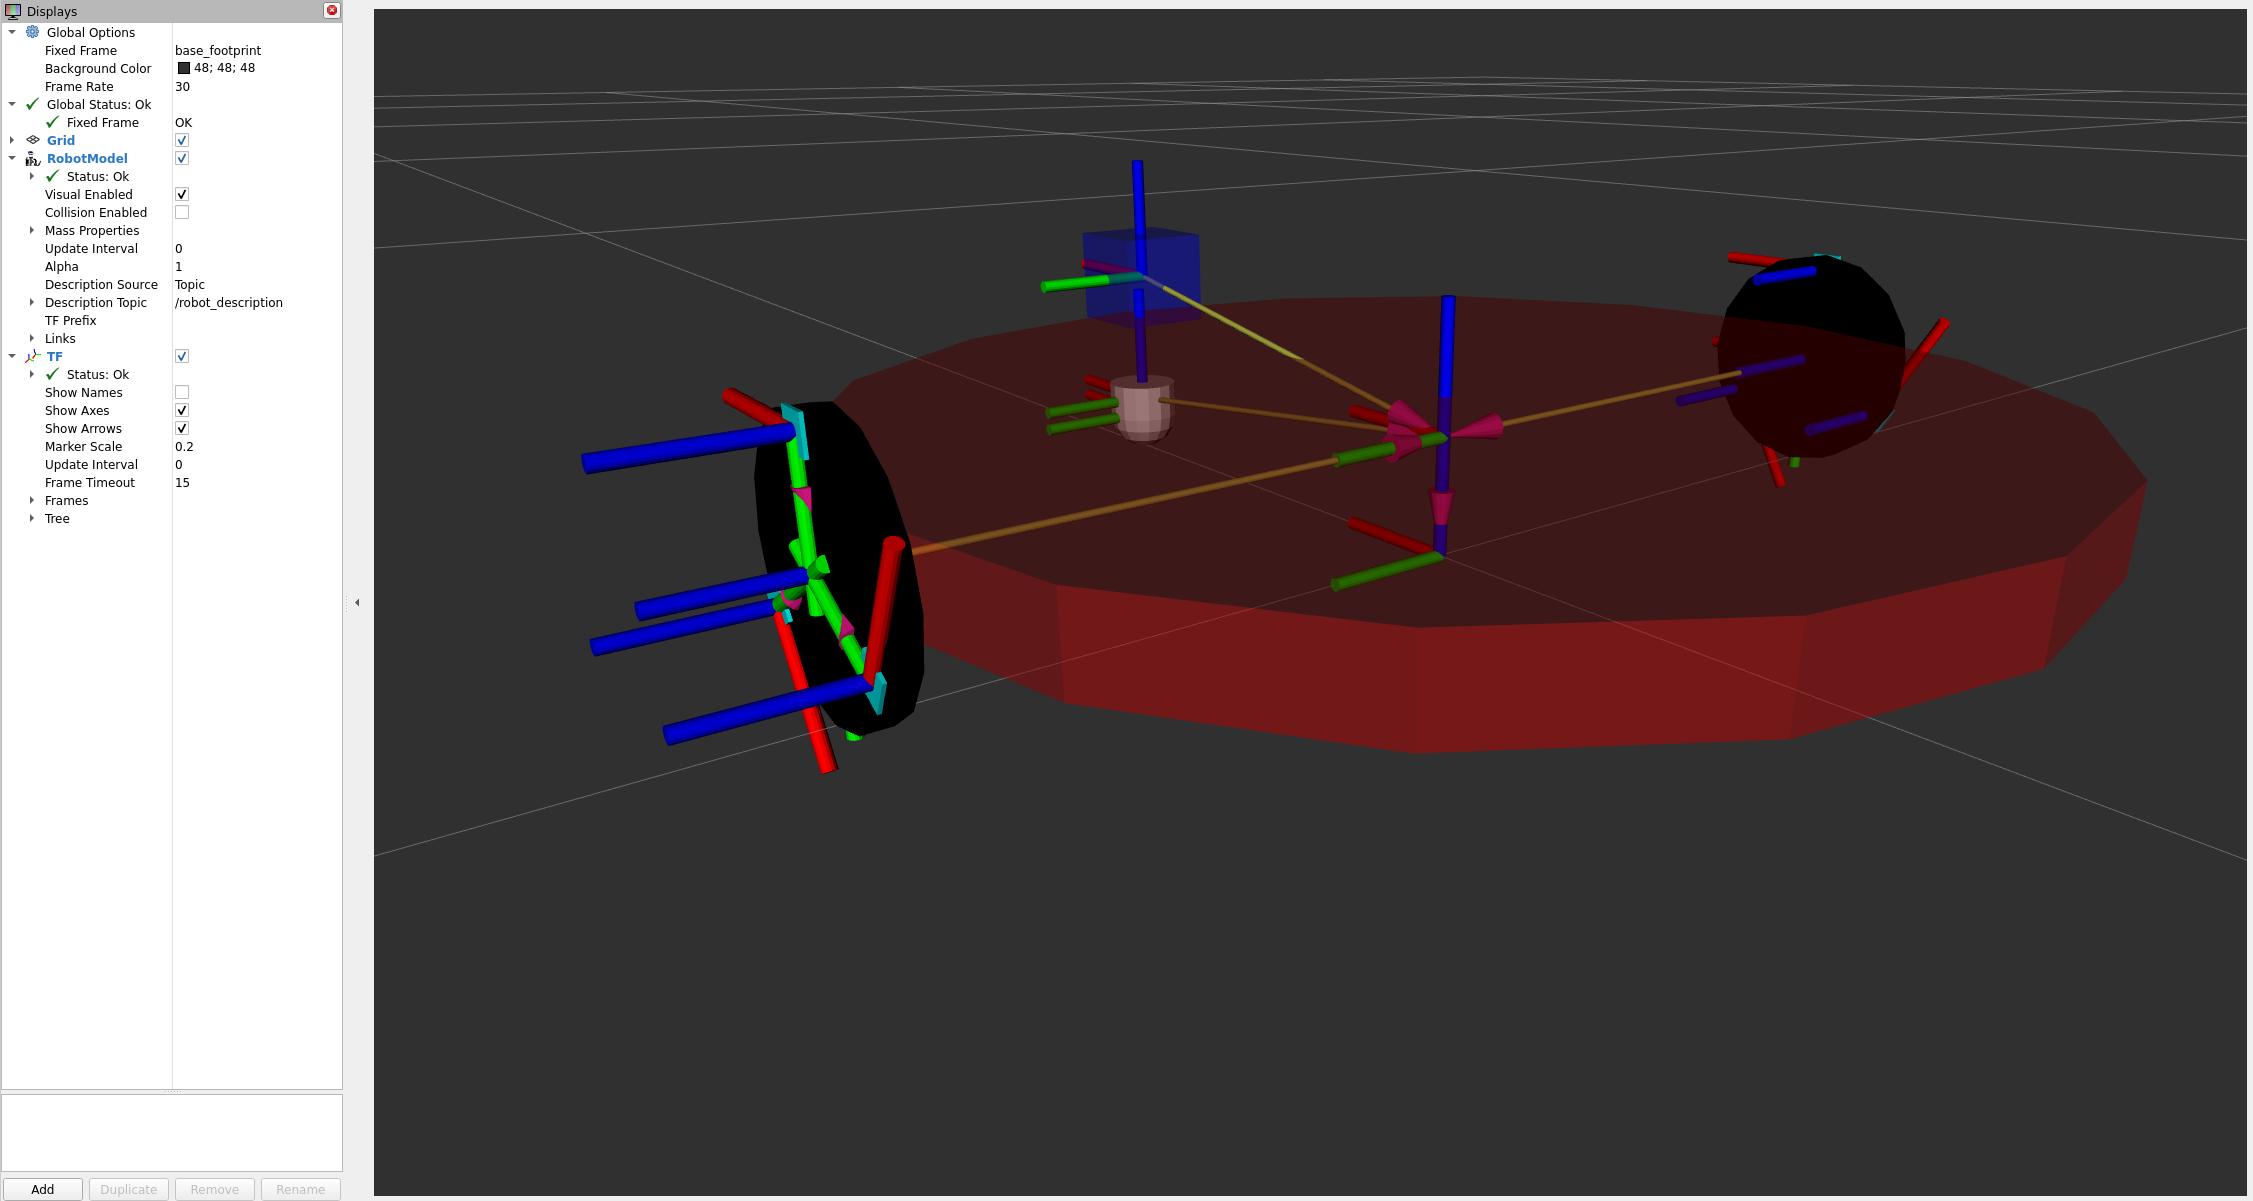 Displays
Global Options
Fixed Frame base_footprint
Background Color 48; 48; 48
Frame Rate 30
Global Status: Ok
Fixed Frame OK
Grid
RobotModel
Status: Ok
Visual Enabled
Collision Enabled
Mass Properties
Update Interval 0
Alpha 1
Description Source Topic
Description Topic /robot_description
TF Prefix
Links
TF
Status: Ok
Show Names
Show Axes
Show Arrows
Marker Scale 0.2
Update Interval 0
Frame Timeout 15
Frames
Tree
Add Duplicate Remove Rename